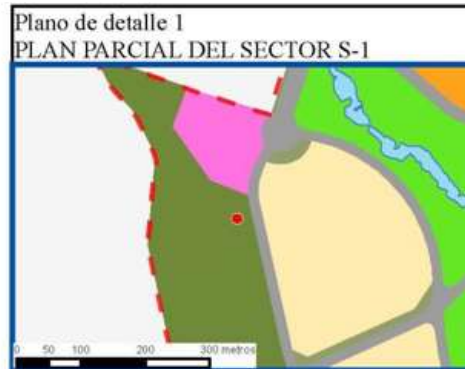 Plano de detalle 1
PLAN PARCIAL DEL SECTOR S-1
0 50 100 200 300 metros